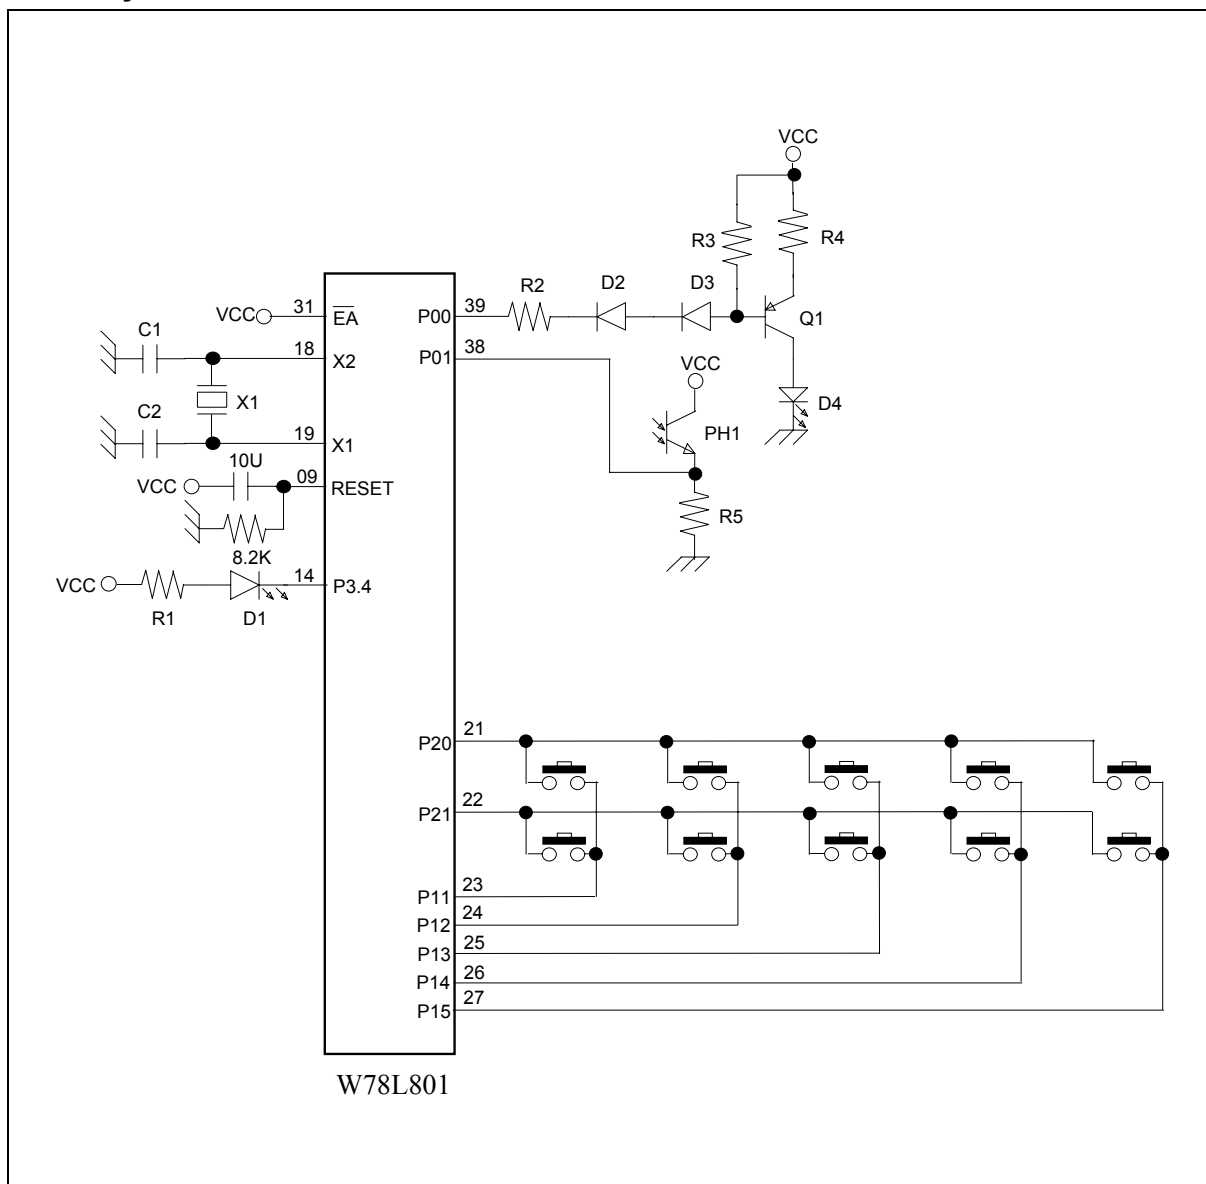 VCC
R3
R4
R2
D2
D3
VCC
31
EA
P00
39
Q1
C1
18
X2
P01
38
VCC
X1
D4
C2
19
X1
PH1
10U
VCC
09
RESET
R5
8.2K
VCC
14
P3.4
R1
D1
P20
21
P21
22
P11
23
P12
24
P13
25
P14
26
P15
27
W78L801